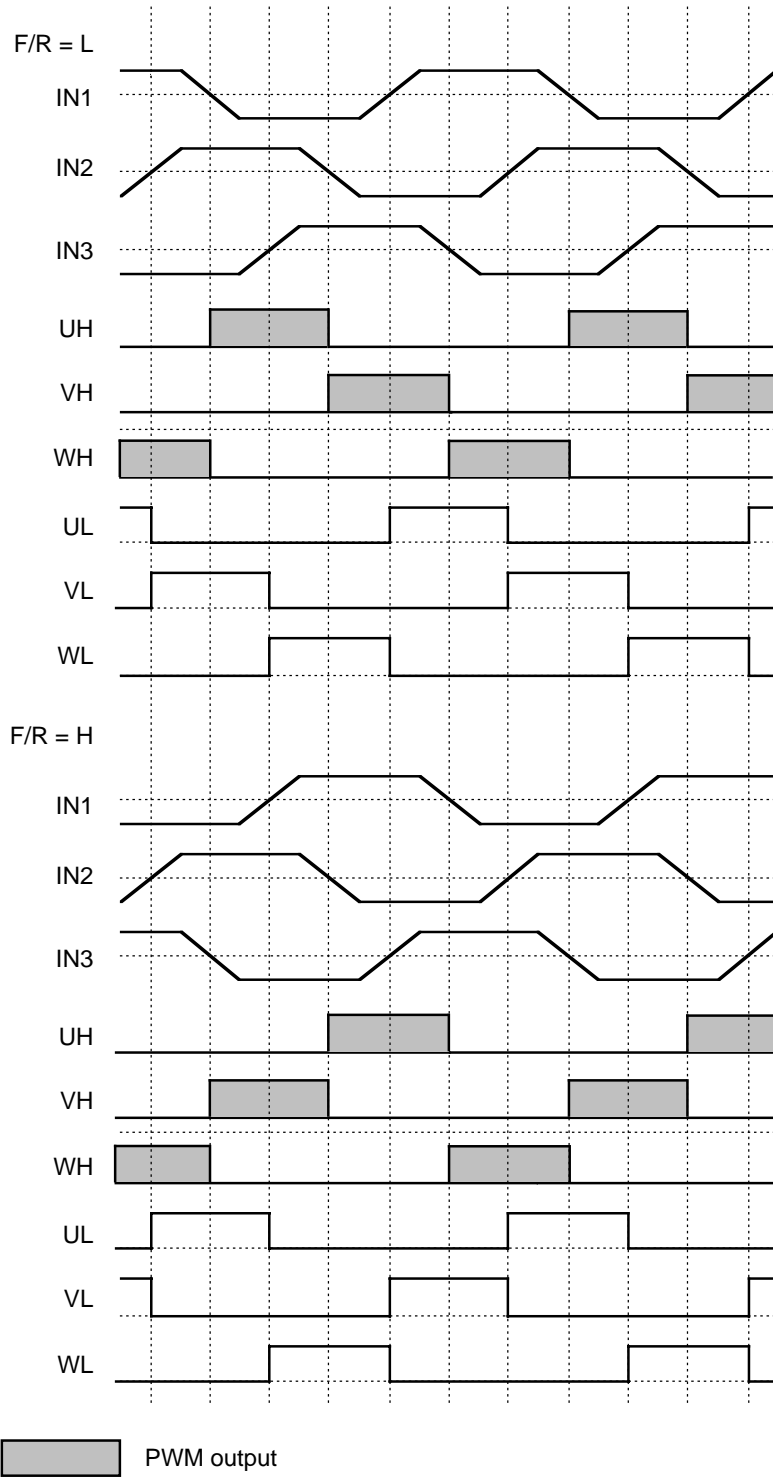 F/R = L
IN1
IN2
IN3
UH
VH
WH
UL
VL
WL
F/R = H
IN1
IN2
IN3
UH
VH
WH
UL
VL
WL
PWM output